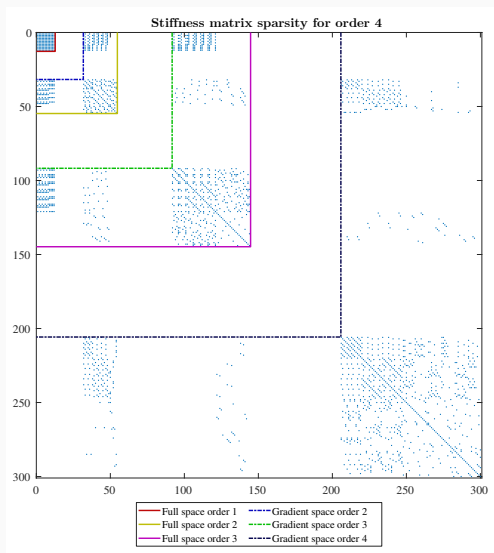 Stiffness matrix sparsity for order 4
0
50
100
150
200
250
300
0 50 100 150 200 250 300
Full space order 1 Gradient space order 2
Full space order 2 Gradient space order 3
Full space order 3 Gradient space order 4